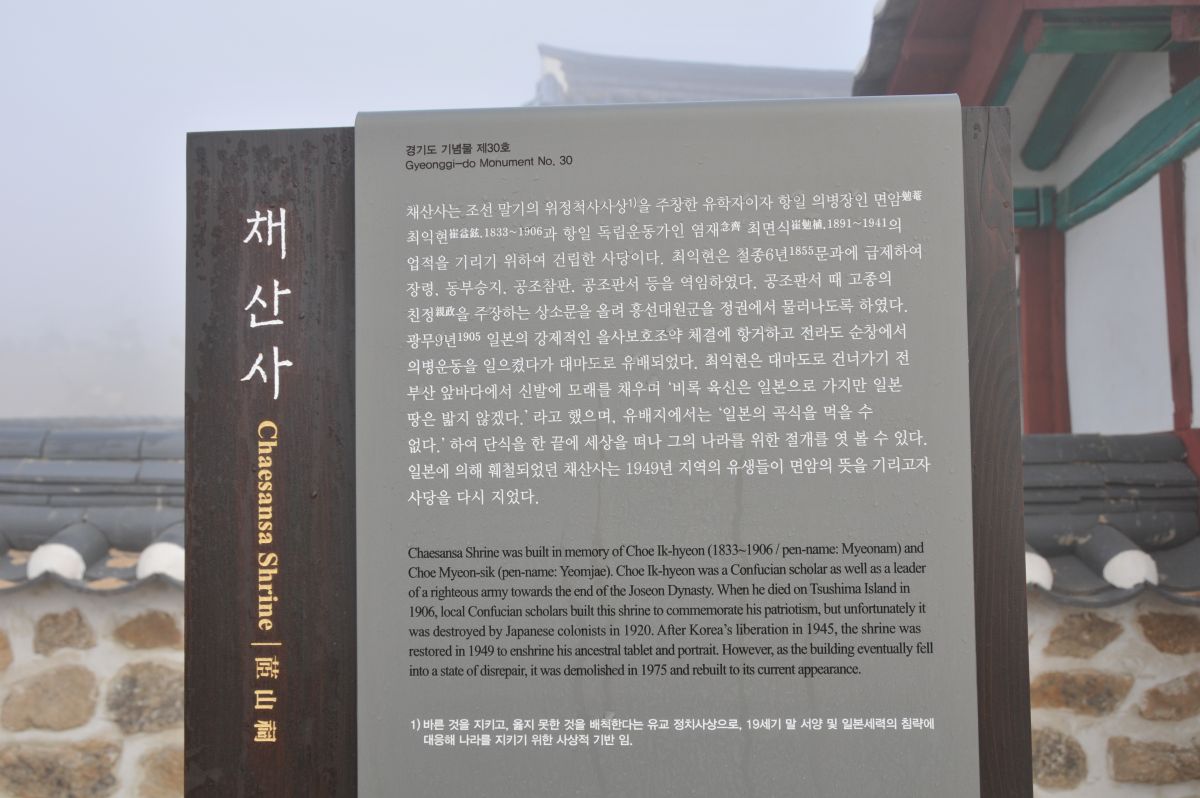 채산사
Chaesansa Shrine | 茝山祠
경기도 기념물 제30호
Gyeonggi-do Monument No. 30
채산사는 조선 말기의 위정척사사상1)을 주창한 유학자이자 항일 의병장인 면암勉菴
최익현崔益鉉.1833~1906과 항일 독립운동가인 염재念齋 최면식崔勉植.1891~1941의
업적을 기리기 위하여 건립한 사당이다. 최익현은 철종6년1855문과에 급제하여
장령, 동부승지, 공조참판, 공조판서 등을 역임하였다. 공조판서 때 고종의
친정親政을 주장하는 상소문을 올려 흥선대원군을 정권에서 물러나도록 하였다.
광무9년1905 일본의 강제적인 을사보호조약 체결에 항거하고 전라도 순창에서
의병운동을 일으켰다가 대마도로 유배되었다. 최익현은 대마도로 건너가기 전
부산 앞바다에서 신발에 모래를 채우며 ‘비록 육신은 일본으로 가지만 일본
땅은 밟지 않겠다.’ 라고 했으며, 유배지에서는 ‘일본의 곡식을 먹을 수
없다.’ 하여 단식을 한 끝에 세상을 떠나 그의 나라를 위한 절개를 엿 볼 수 있다.
일본에 의해 훼철되었던 채산사는 1949년 지역의 유생들이 면암의 뜻을 기리고자
사당을 다시 지었다.
Chaesansa Shrine was built in memory of Choe Ik-hyeon (1833~1906 / pen-name: Myeonam) and
Choe Myeon-sik (pen-name: Yeomjae). Choe Ik-hyeon was a Confucian scholar as well as a leader
of a righteous army towards the end of the Joseon Dynasty. When he died on Tsushima Island in
1906, local Confucian scholars built this shrine to commemorate his patriotism, but unfortunately it
was destroyed by Japanese colonists in 1920. After Korea's liberation in 1945, the shrine was
restored in 1949 to enshrine his ancestral tablet and portrait. However, as the building eventually fell
into a state of disrepair, it was demolished in 1975 and rebuilt to its current appearance.
1) 바른 것을 지키고, 옳지 못한 것을 배척한다는 유교 정치사상으로, 19세기 말 서양 및 일본세력의 침략에
대응해 나라를 지키기 위한 사상적 기반 임.